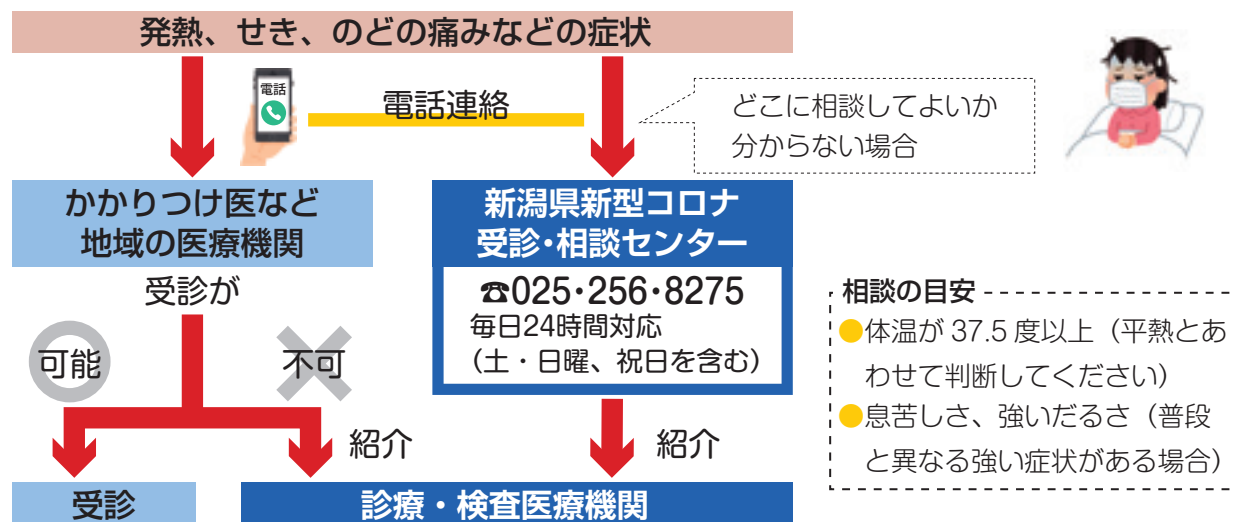 発熱、せき、のどの痛みなどの症状
電話
電話連絡
どこに相談してよいか
分からない場合
かかりつけ医など
地域の医療機関
受診が
可能
不可
紹介
受診
新潟県新型コロナ
受診・相談センター
☎025・256・8275
毎日24時間対応
（土・日曜、祝日を含む）
紹介
診療・検査医療機関
相談の目安
●体温が 37.5 度以上（平熱とあ
わせて判断してください）
●息苦しさ、強いだるさ（普段
と異なる強い症状がある場合）